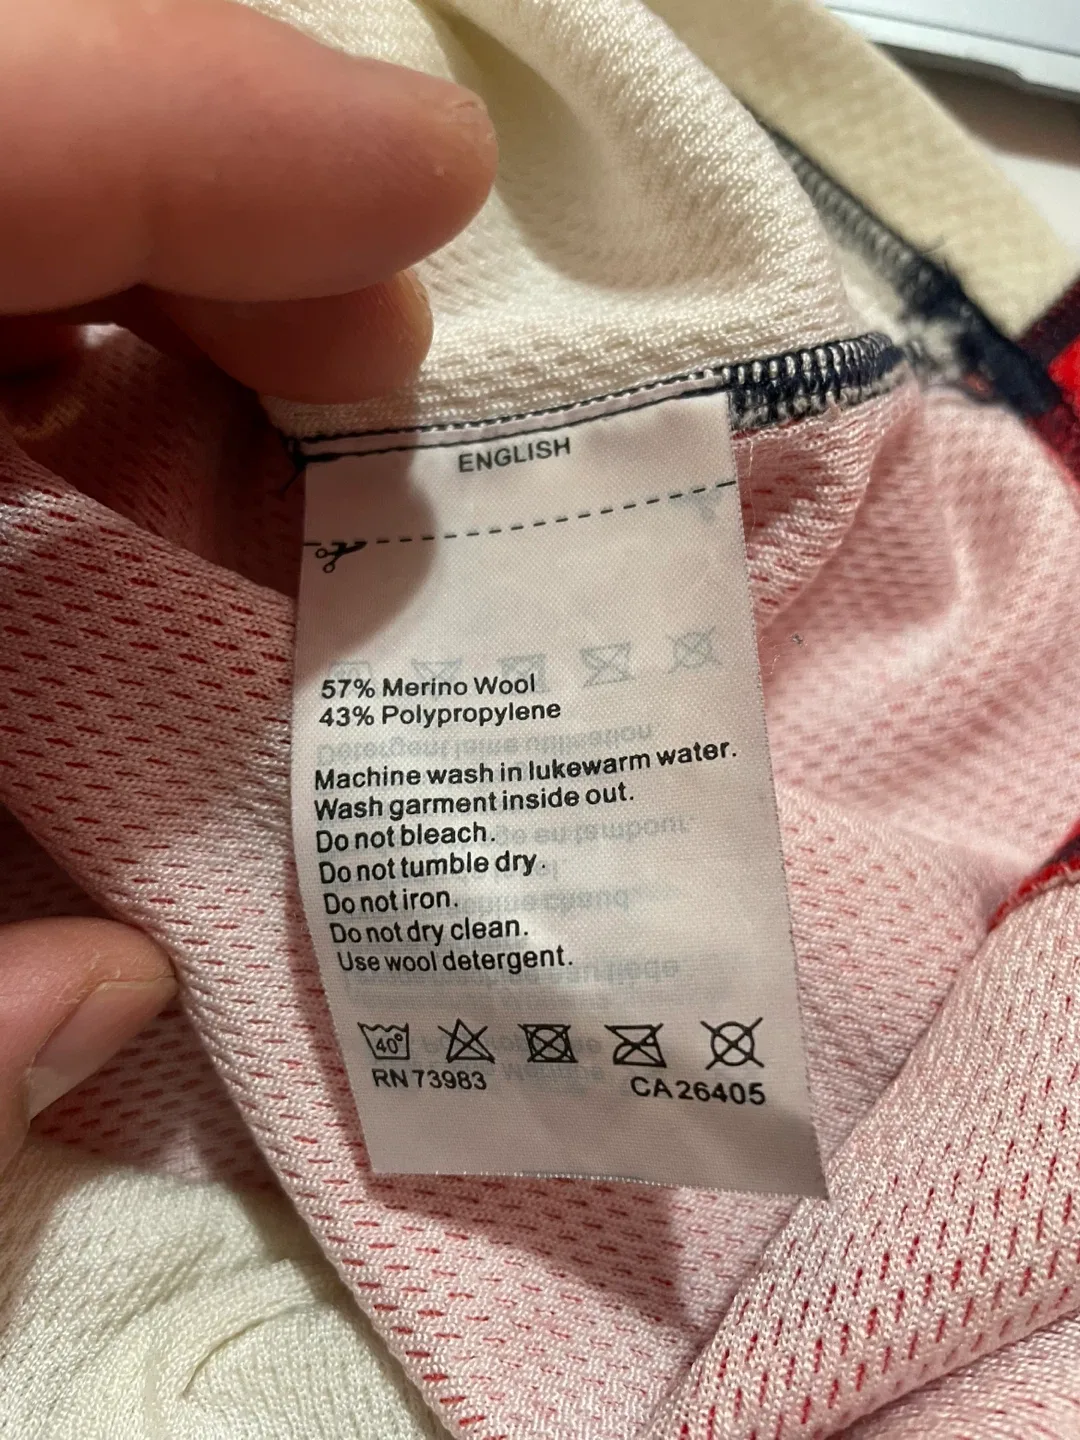 ENGLISH
57% Merino Wool
43% Polypropylene
Machine wash in lukewarm water.
Wash garment inside out.
Do not bleach.
Do not tumble dry.
Do not iron.
Do not dry clean.
Use wool detergent.
40°
RN 73983
CA 26405